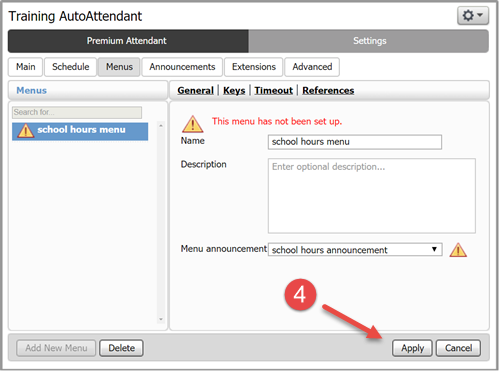 Training AutoAttendant
Premium Attendant
Settings
Main
Schedule
Menus
Announcements
Extensions
Advanced
Menus
General | Keys | Timeout | References
Search for...
school hours menu
This menu has not been set up.
Name
school hours menu
Description
Enter optional description...
Menu announcement
school hours announcement
4
Add New Menu
Delete
Apply
Cancel